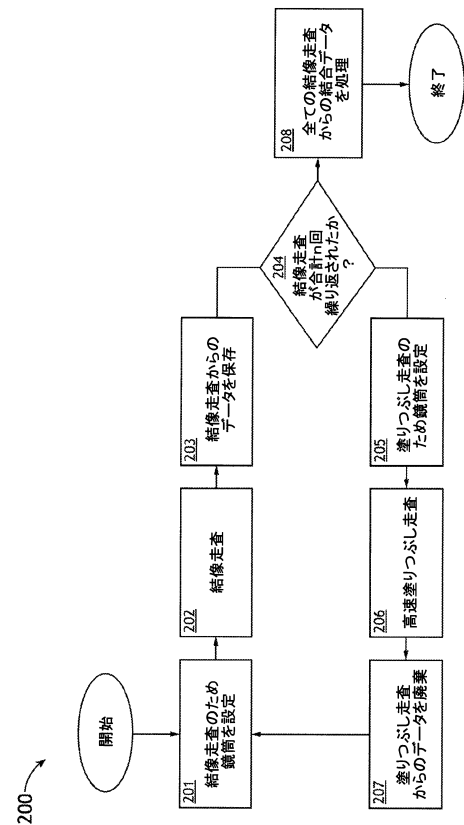 200
開始
201
結像走査のため
鏡筒を設定
202
結像走査
203
結像走査からの
データを保存
204
結像走査
が合計n回
繰り返されたか
?
205
塗りつぶし走査の
ため鏡筒を設定
206
高速塗りつぶし走査
207
塗りつぶし走査
からのデータを廃棄
208
全ての結像走査
からの結合データ
を処理
終了